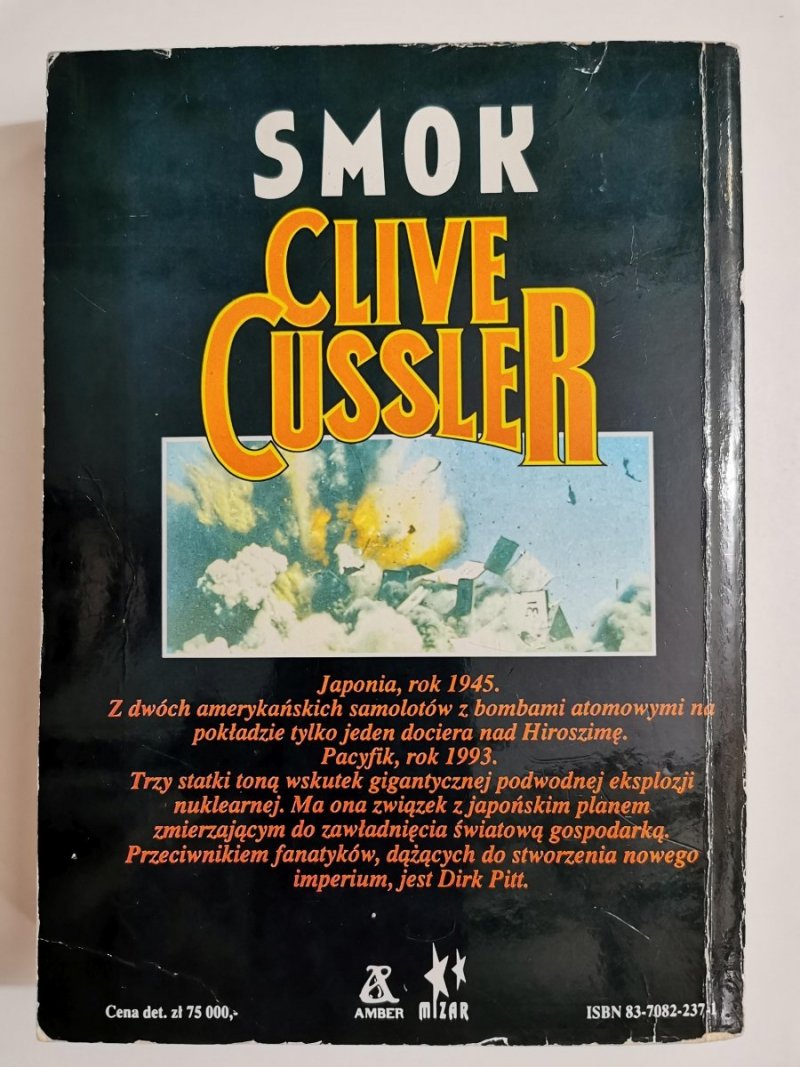 SMOK
CLIVE
CUSSLER
31
Japonia, rok 1945.
Z dwóch amerykańskich samolotów z bombami atomowymi na
pokładzie tylko jeden dociera nad Hiroszimę.
Pacyfik, rok 1993.
Trzy statki toną wskutek gigantycznej podwodnej eksplozji
nuklearnej. Ma ona związek z japońskim planem
zmierzającym do zawładnięcia światową gospodarką.
Przeciwnikiem fanatyków, dążących do stworzenia nowego
imperium, jest Dirk Pitt.
Cena det. zł 75 000,-
AMBER
MIZAR
ISBN 83-7082-237-1